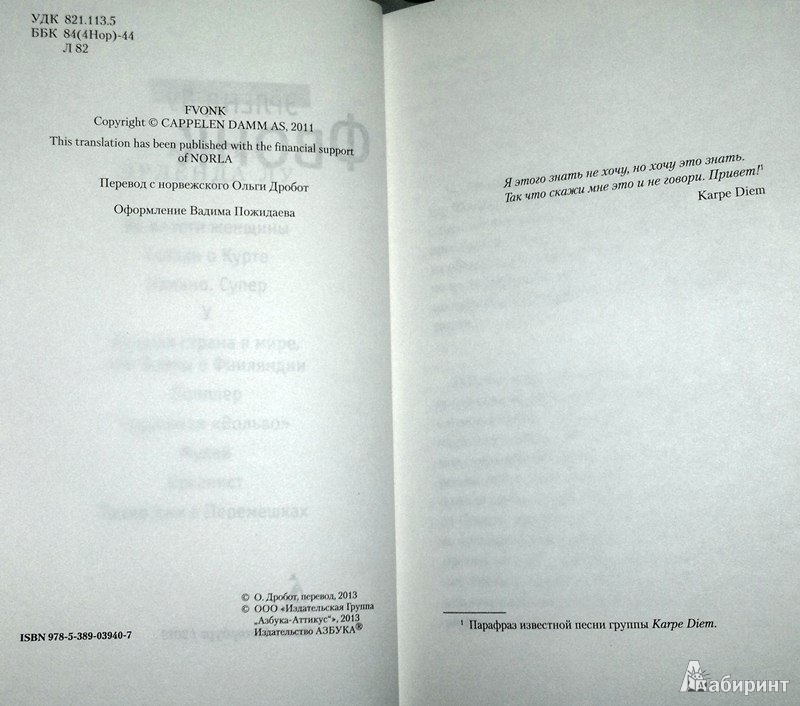 УДК 821.113.5
ББК 84(4Нор)-44
Л 82
FVONK
Copyright © CAPPELEN DAMM AS, 2011
This translation has been published with the financial support
of NORLA
Перевод с норвежского Ольги Дробот
Оформление Вадима Пожидаева
© О. Дробот, перевод, 2013
© ООО «Издательская Группа
„Азбука-Аттикус“», 2013
Издательство АЗБУКА®
ISBN 978-5-389-03940-7
Я этого знать не хочу, но хочу это знать.
Так что скажи мне это и не говори. Привет!¹
Karpe Diem
¹ Парафраз известной песни группы Karpe Diem.
Лабиринт